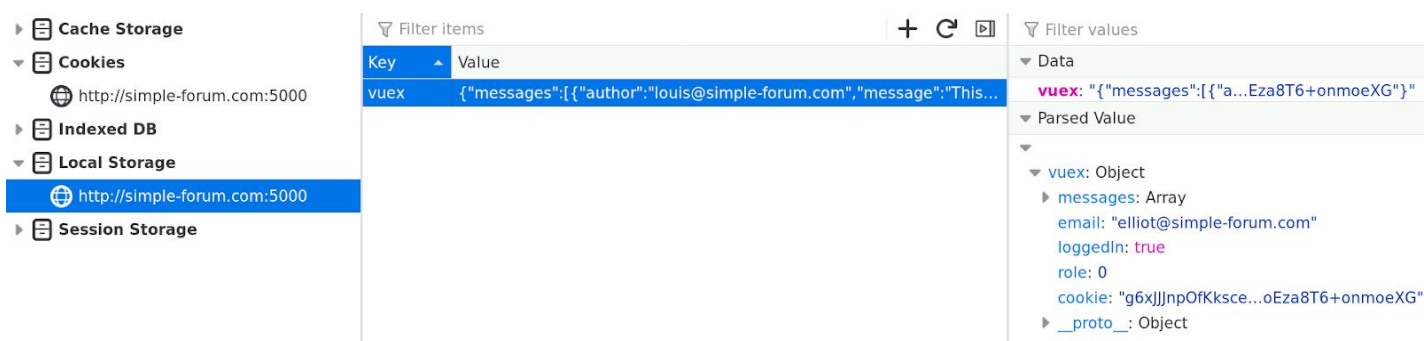 Cache Storage
Cookies
http://simple-forum.com:5000
Indexed DB
Local Storage
http://simple-forum.com:5000
Session Storage
Filter items
Key Value
vuex {"messages":[{"author":"louis@simple-forum.com","message":"This...
Filter values
Data
vuex: "{"messages":[{"a...Eza8T6+onmoeXG"}"
Parsed Value
vuex: Object
messages: Array
email: "elliot@simple-forum.com"
loggedIn: true
role: 0
cookie: "g6xJJJnpOfKksce...oEza8T6+onmoeXG"
__proto__: Object